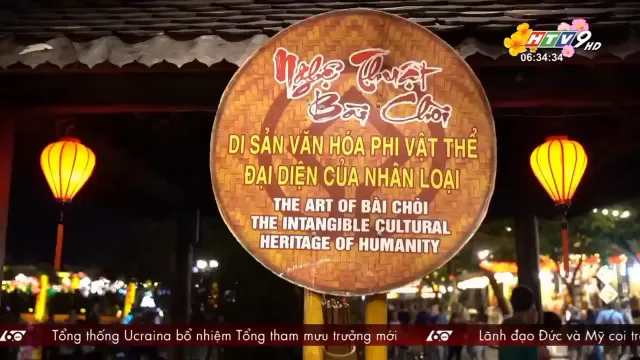 HTV9 HD
06:34:34
Nghệ Thuật
Bài Chòi
DI SẢN VĂN HÓA PHI VẬT THỂ
ĐẠI DIỆN CỦA NHÂN LOẠI
THE ART OF BÀI CHÒI
THE INTANGIBLE CULTURAL
HERITAGE OF HUMANITY
Tổng thống Ucraina bổ nhiệm Tổng tham mưu trưởng mới 60 Lãnh đạo Đức và Mỹ coi